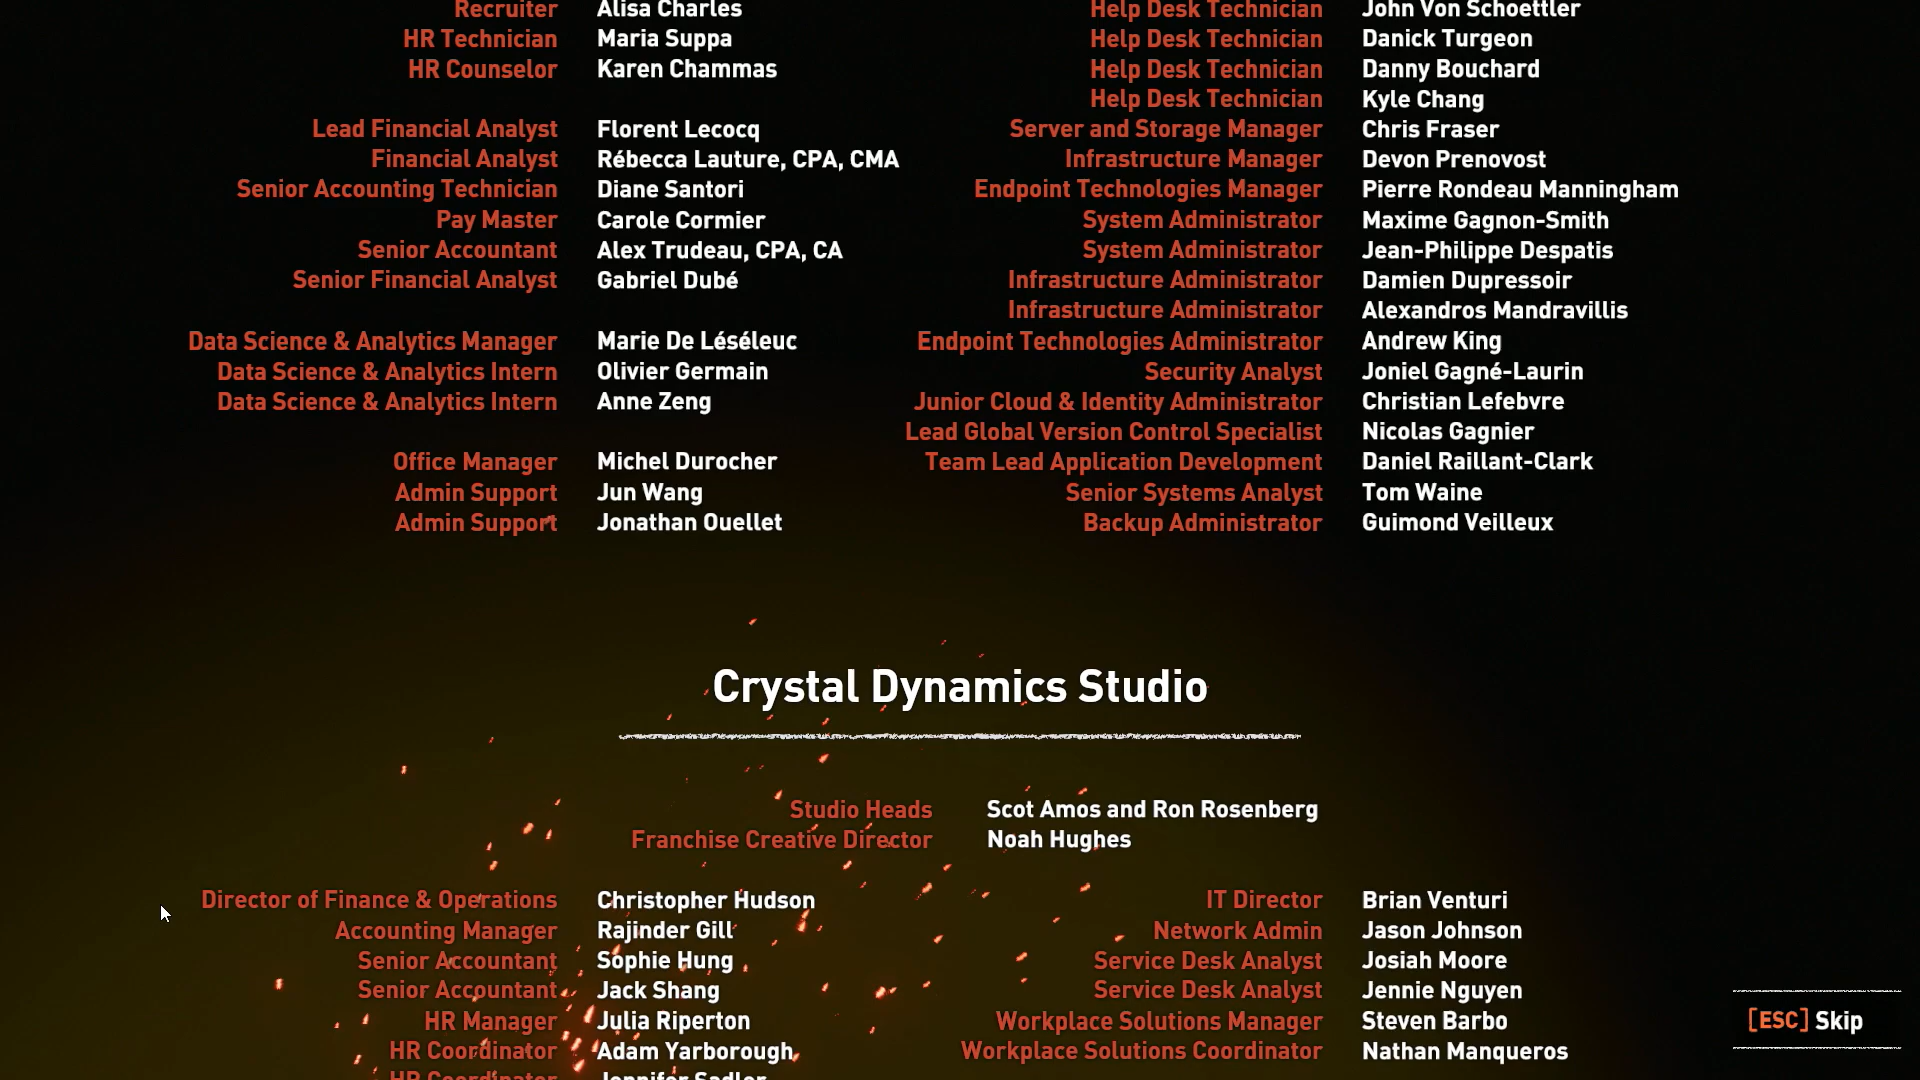 Recruiter Alisa Charles
HR Technician Maria Suppa
HR Counselor Karen Chammas
Lead Financial Analyst Florent Lecocq
Financial Analyst Rébecca Lauture, CPA, CMA
Senior Accounting Technician Diane Santori
Pay Master Carole Cormier
Senior Accountant Alex Trudeau, CPA, CA
Senior Financial Analyst Gabriel Dubé
Data Science & Analytics Manager Marie De Léséleuc
Data Science & Analytics Intern Olivier Germain
Data Science & Analytics Intern Anne Zeng
Office Manager Michel Durocher
Admin Support Jun Wang
Admin Support Jonathan Ouellet
Help Desk Technician John Von Schoettler
Help Desk Technician Danick Turgeon
Help Desk Technician Danny Bouchard
Help Desk Technician Kyle Chang
Server and Storage Manager Chris Fraser
Infrastructure Manager Devon Prenovost
Endpoint Technologies Manager Pierre Rondeau Manningham
System Administrator Maxime Gagnon-Smith
System Administrator Jean-Philippe Despatis
Infrastructure Administrator Damien Dupressoir
Infrastructure Administrator Alexandros Mandravillis
Endpoint Technologies Administrator Andrew King
Security Analyst Joniel Gagné-Laurin
Junior Cloud & Identity Administrator Christian Lefebvre
Lead Global Version Control Specialist Nicolas Gagnier
Team Lead Application Development Daniel Raillant-Clark
Senior Systems Analyst Tom Waine
Backup Administrator Guimond Veilleux
Crystal Dynamics Studio
Studio Heads Scot Amos and Ron Rosenberg
Franchise Creative Director Noah Hughes
Director of Finance & Operations Christopher Hudson
Accounting Manager Rajinder Gill
Senior Accountant Sophie Hung
Senior Accountant Jack Shang
HR Manager Julia Riperton
HR Coordinator Adam Yarborough
HR Coordinator Jennifer Sadler
IT Director Brian Venturi
Network Admin Jason Johnson
Service Desk Analyst Josiah Moore
Service Desk Analyst Jennie Nguyen
Workplace Solutions Manager Steven Barbo
Workplace Solutions Coordinator Nathan Manqueros
[ESC] Skip